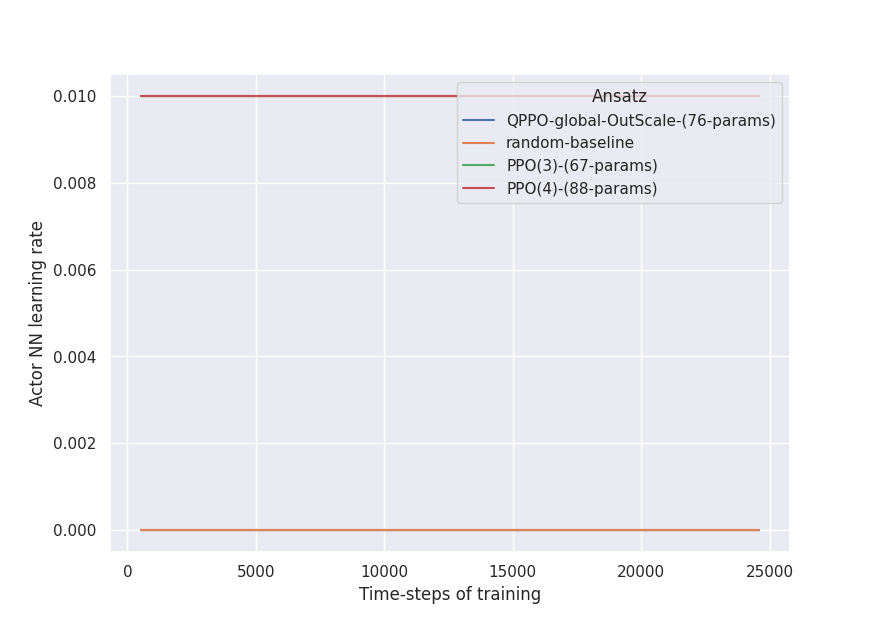 Ansatz
QPPO-global-OutScale-(76-params)
random-baseline
PPO(3)-(67-params)
PPO(4)-(88-params)
0.010
0.008
0.006
0.004
0.002
0.000
Actor NN learning rate
0 5000 10000 15000 20000 25000
Time-steps of training